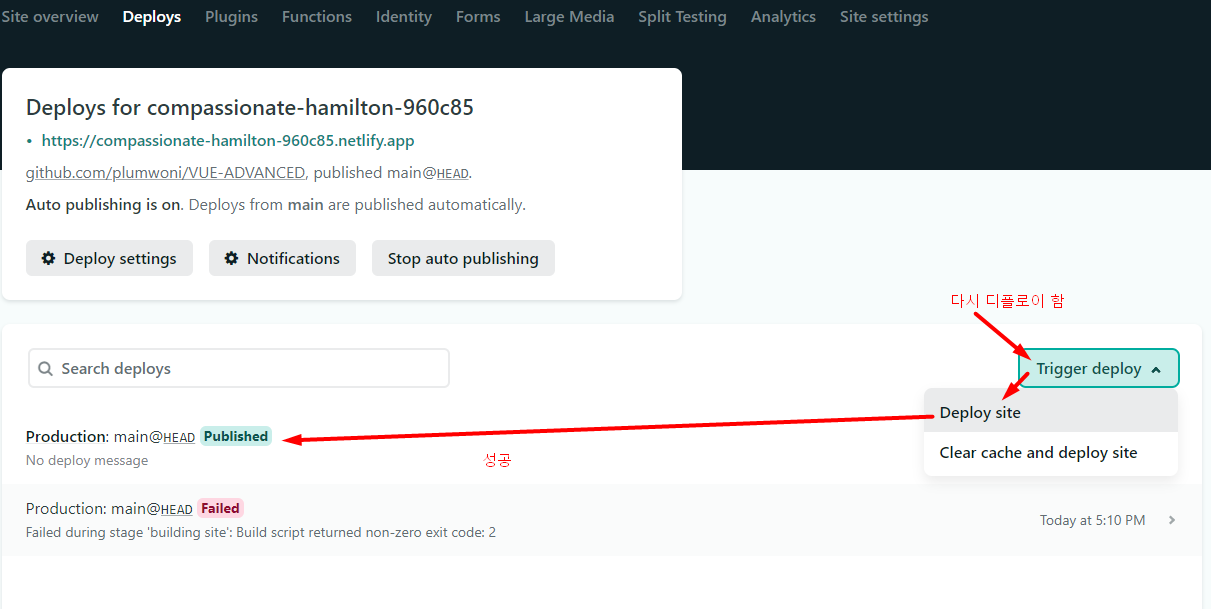 Site overview Deploys Plugins Functions Identity Forms Large Media Split Testing Analytics Site settings
Deploys for compassionate-hamilton-960c85
• https://compassionate-hamilton-960c85.netlify.app
github.com/plumwoni/VUE-ADVANCED, published main@HEAD.
Auto publishing is on. Deploys from main are published automatically.
Deploy settings Notifications Stop auto publishing
다시 디플로이 함
Search deploys
Trigger deploy
Deploy site
Clear cache and deploy site
Production: main@HEAD Published
No deploy message
성공
Production: main@HEAD Failed
Failed during stage 'building site': Build script returned non-zero exit code: 2
Today at 5:10 PM